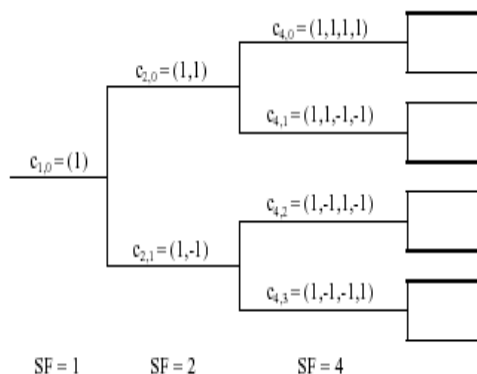 c4,0=(1,1,1,1)
c2,0=(1,1)
c4,1=(1,1,-1,-1)
c1,0=(1)
c4,2=(1,-1,1,-1)
c2,1=(1,-1)
c4,3=(1,-1,-1,1)
SF = 1 SF = 2 SF = 4